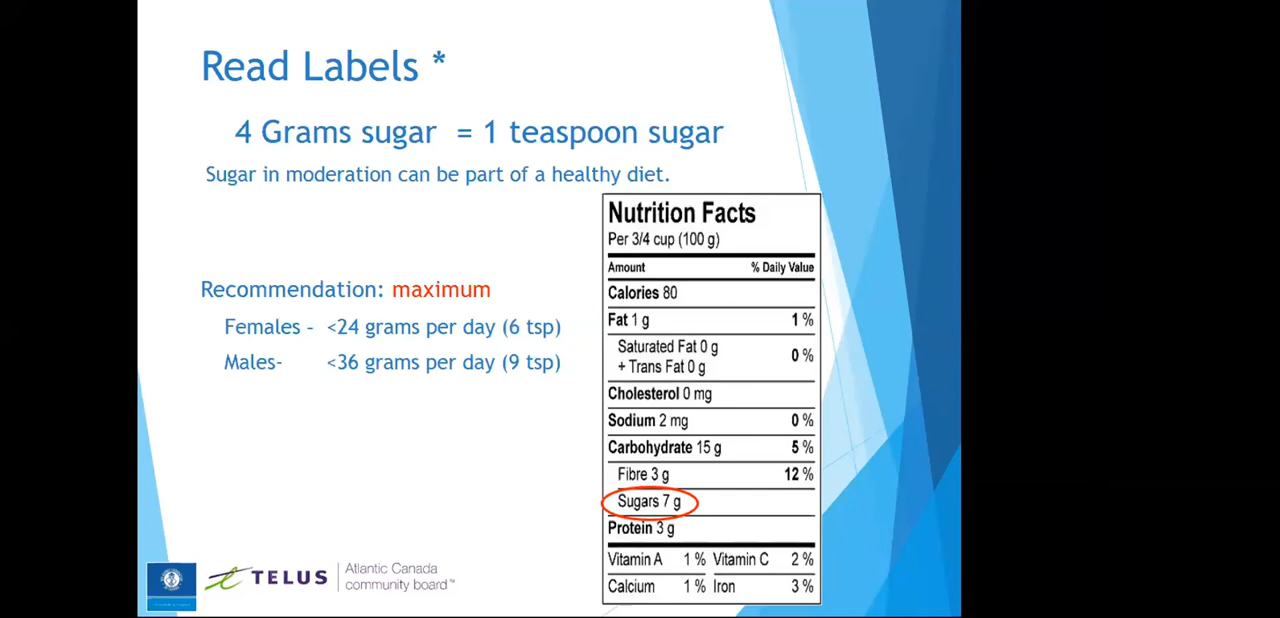 Read Labels *
4 Grams sugar = 1 teaspoon sugar
Sugar in moderation can be part of a healthy diet.
Recommendation: maximum
Females - <24 grams per day (6 tsp)
Males- <36 grams per day (9 tsp)
Nutrition Facts
Per 3/4 cup (100 g)
Amount % Daily Value
Calories 80
Fat 1 g 1 %
Saturated Fat 0 g
+ Trans Fat 0 g
0 %
Cholesterol 0 mg
Sodium 2 mg 0 %
Carbohydrate 15 g 5 %
Fibre 3 g 12 %
Sugars 7 g
Protein 3 g
Vitamin A 1 % Vitamin C 2 %
Calcium 1 % Iron 3 %
TELUS
Atlantic Canada
community board™